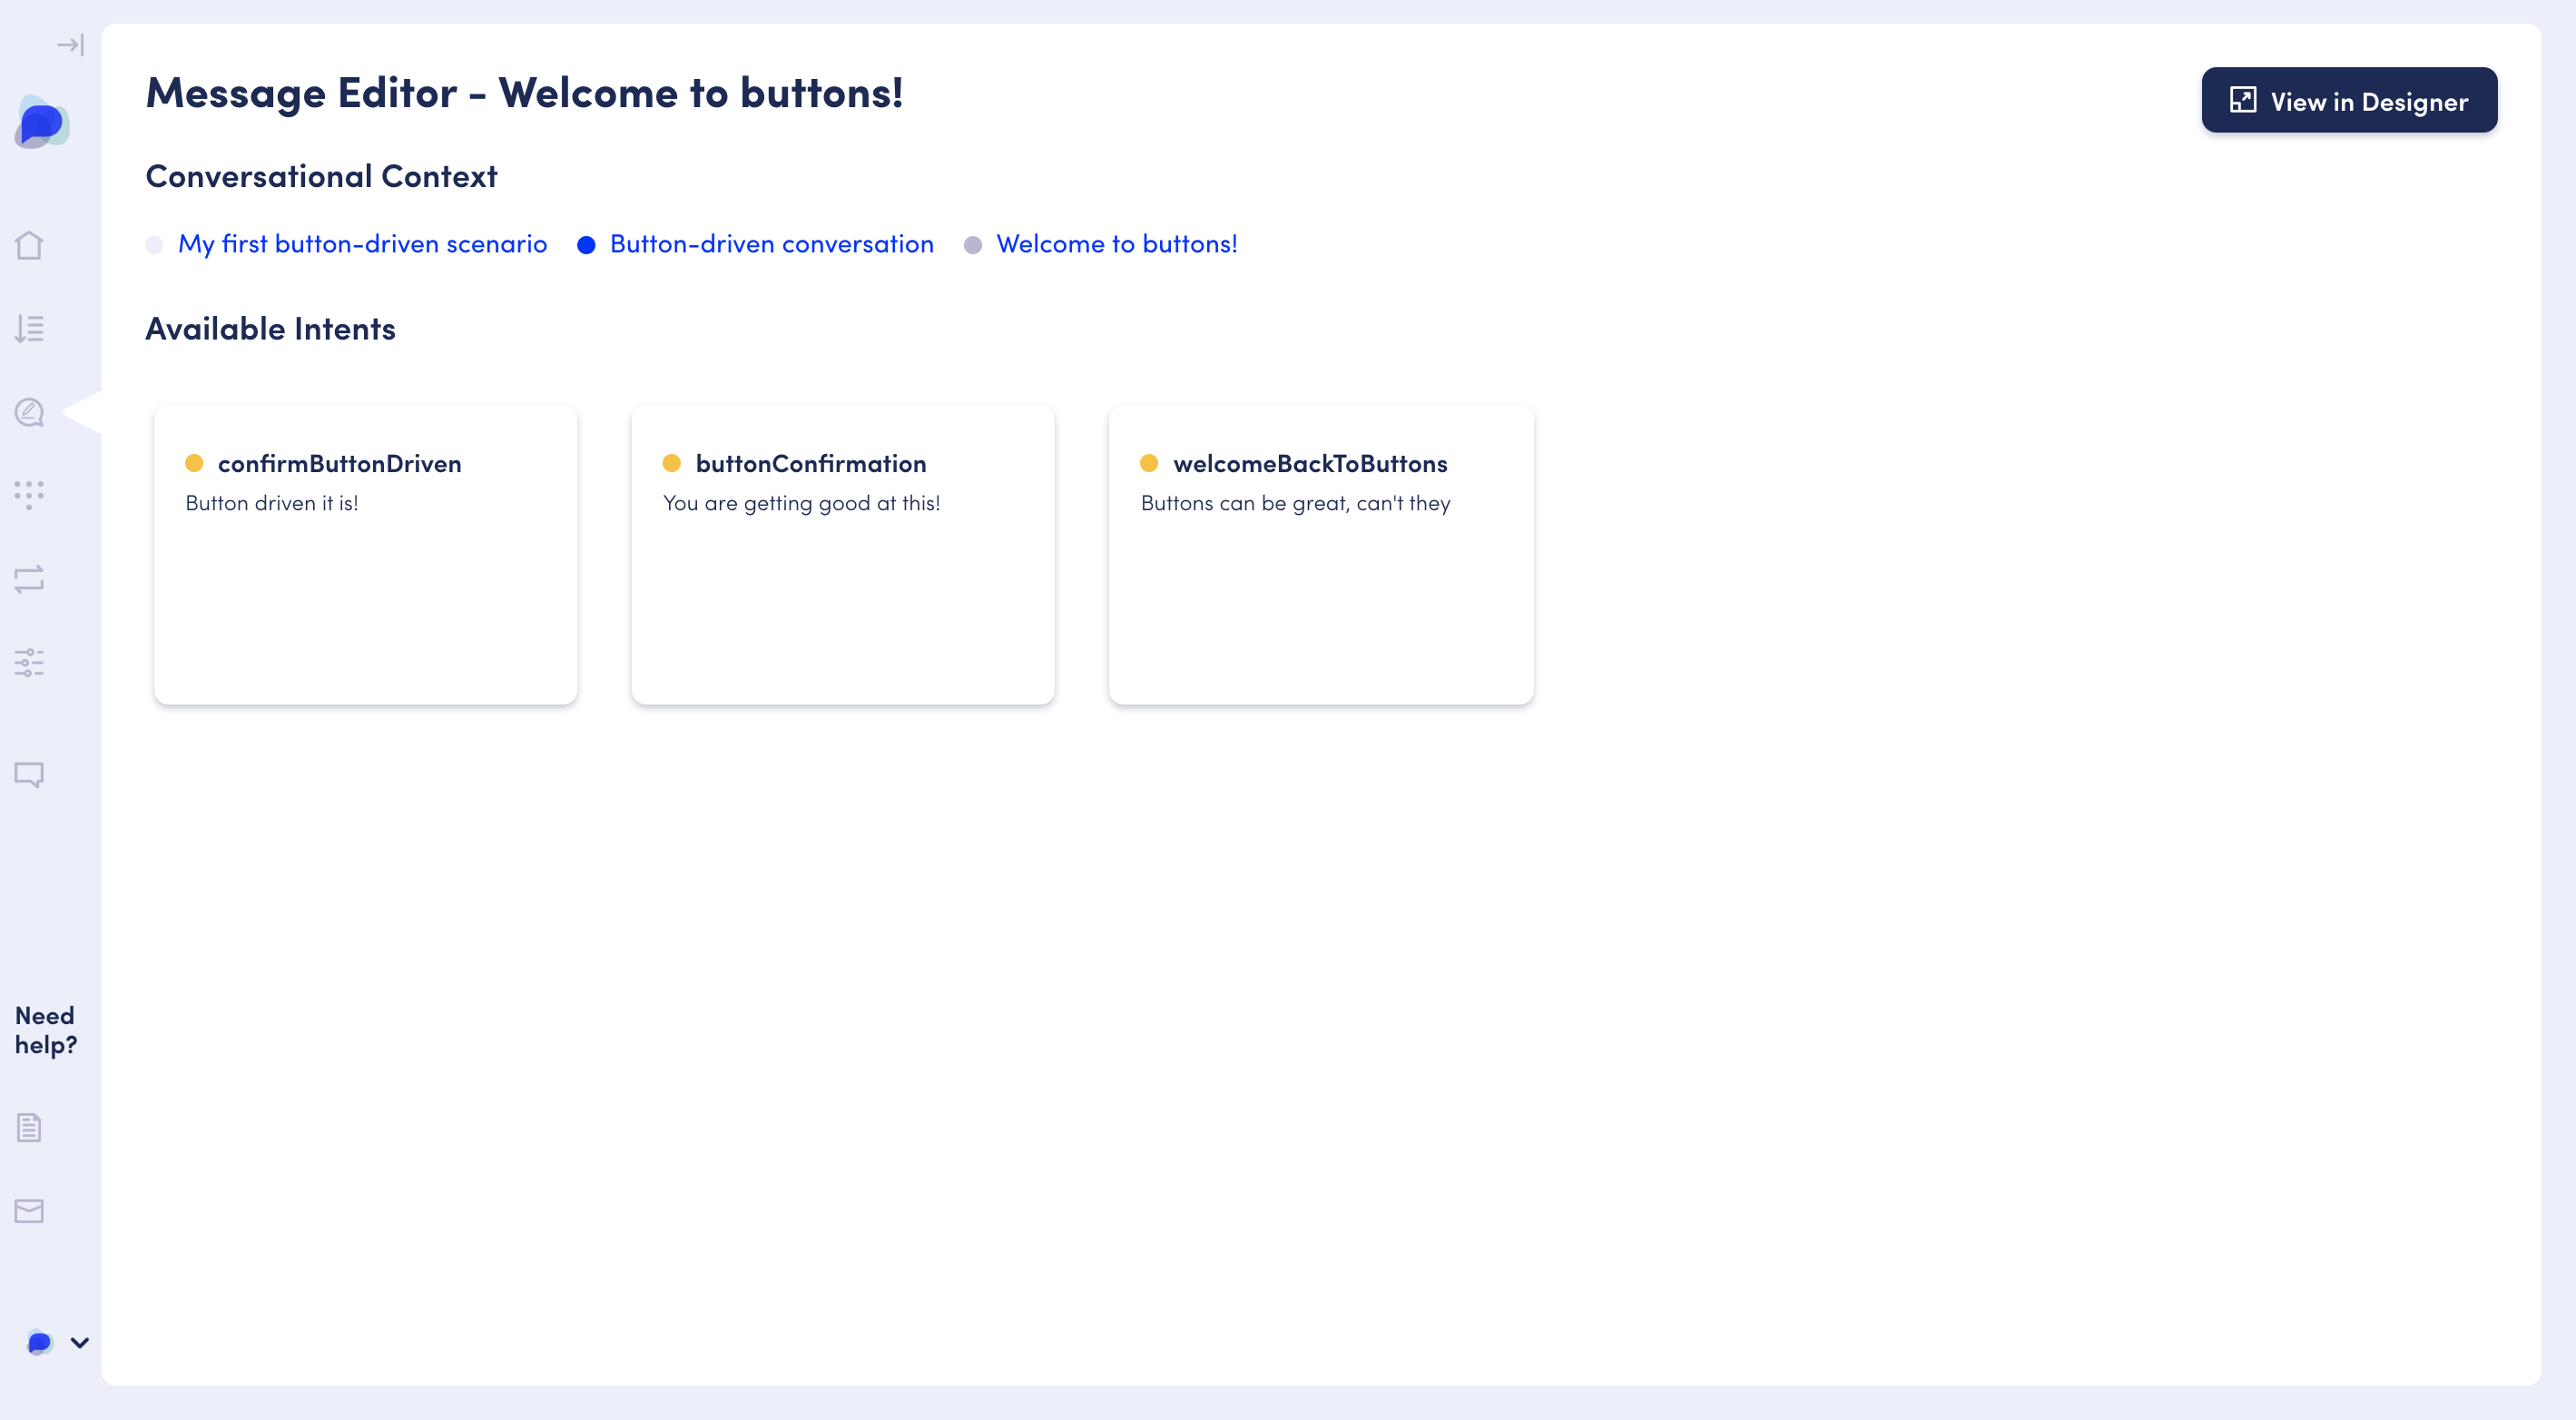 Message Editor - Welcome to buttons!
View in Designer
Conversational Context
My first button-driven scenario Button-driven conversation Welcome to buttons!
Available Intents
confirmButtonDriven
Button driven it is!
buttonConfirmation
You are getting good at this!
welcomeBackToButtons
Buttons can be great, can't they
Need
help?